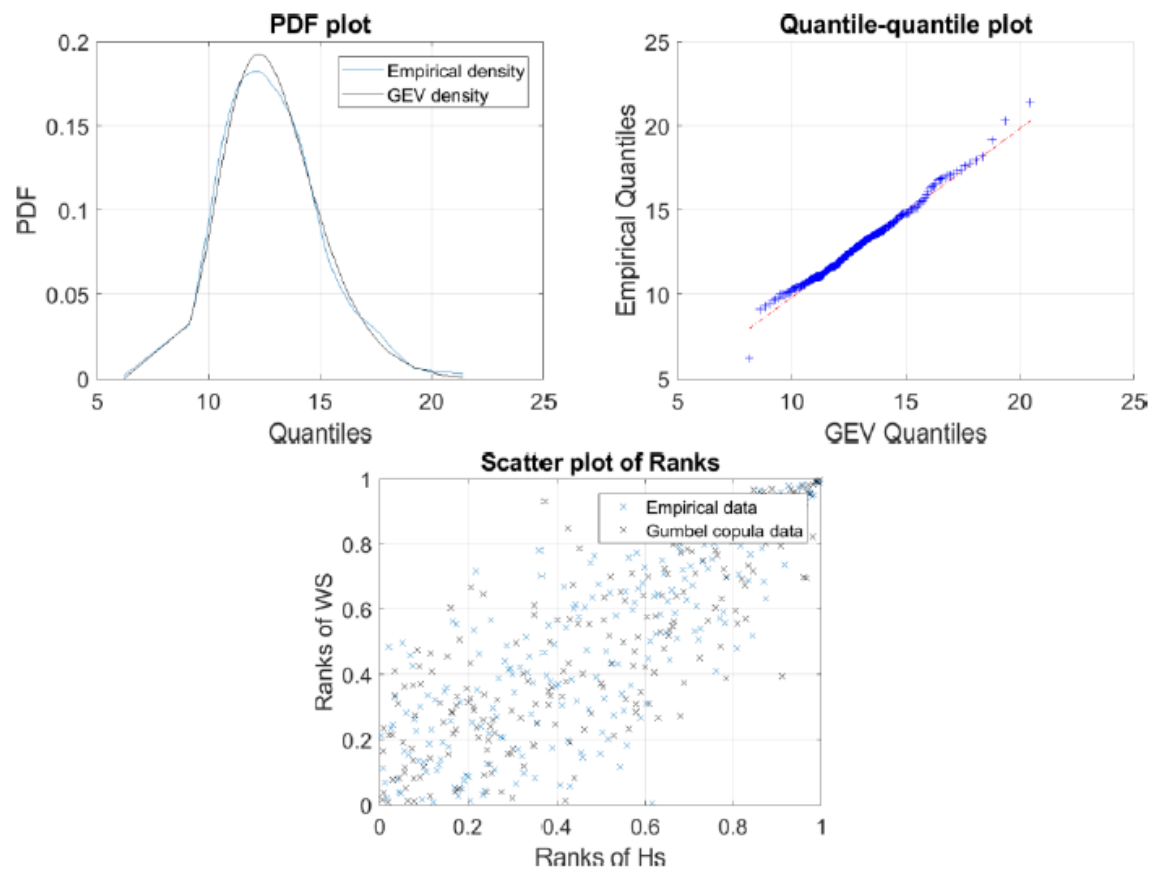 PDF plot
0.2
0.15
0.1
0.05
0
5
10
15
20
25
PDF
Quantiles
Empirical density
GEV density
Quantile-quantile plot
25
20
15
10
5
5
10
15
20
25
Empirical Quantiles
GEV Quantiles
Scatter plot of Ranks
1
0.8
0.6
0.4
0.2
0
0
0.2
0.4
0.6
0.8
1
Ranks of WS
Ranks of Hs
Empirical data
Gumbel copula data